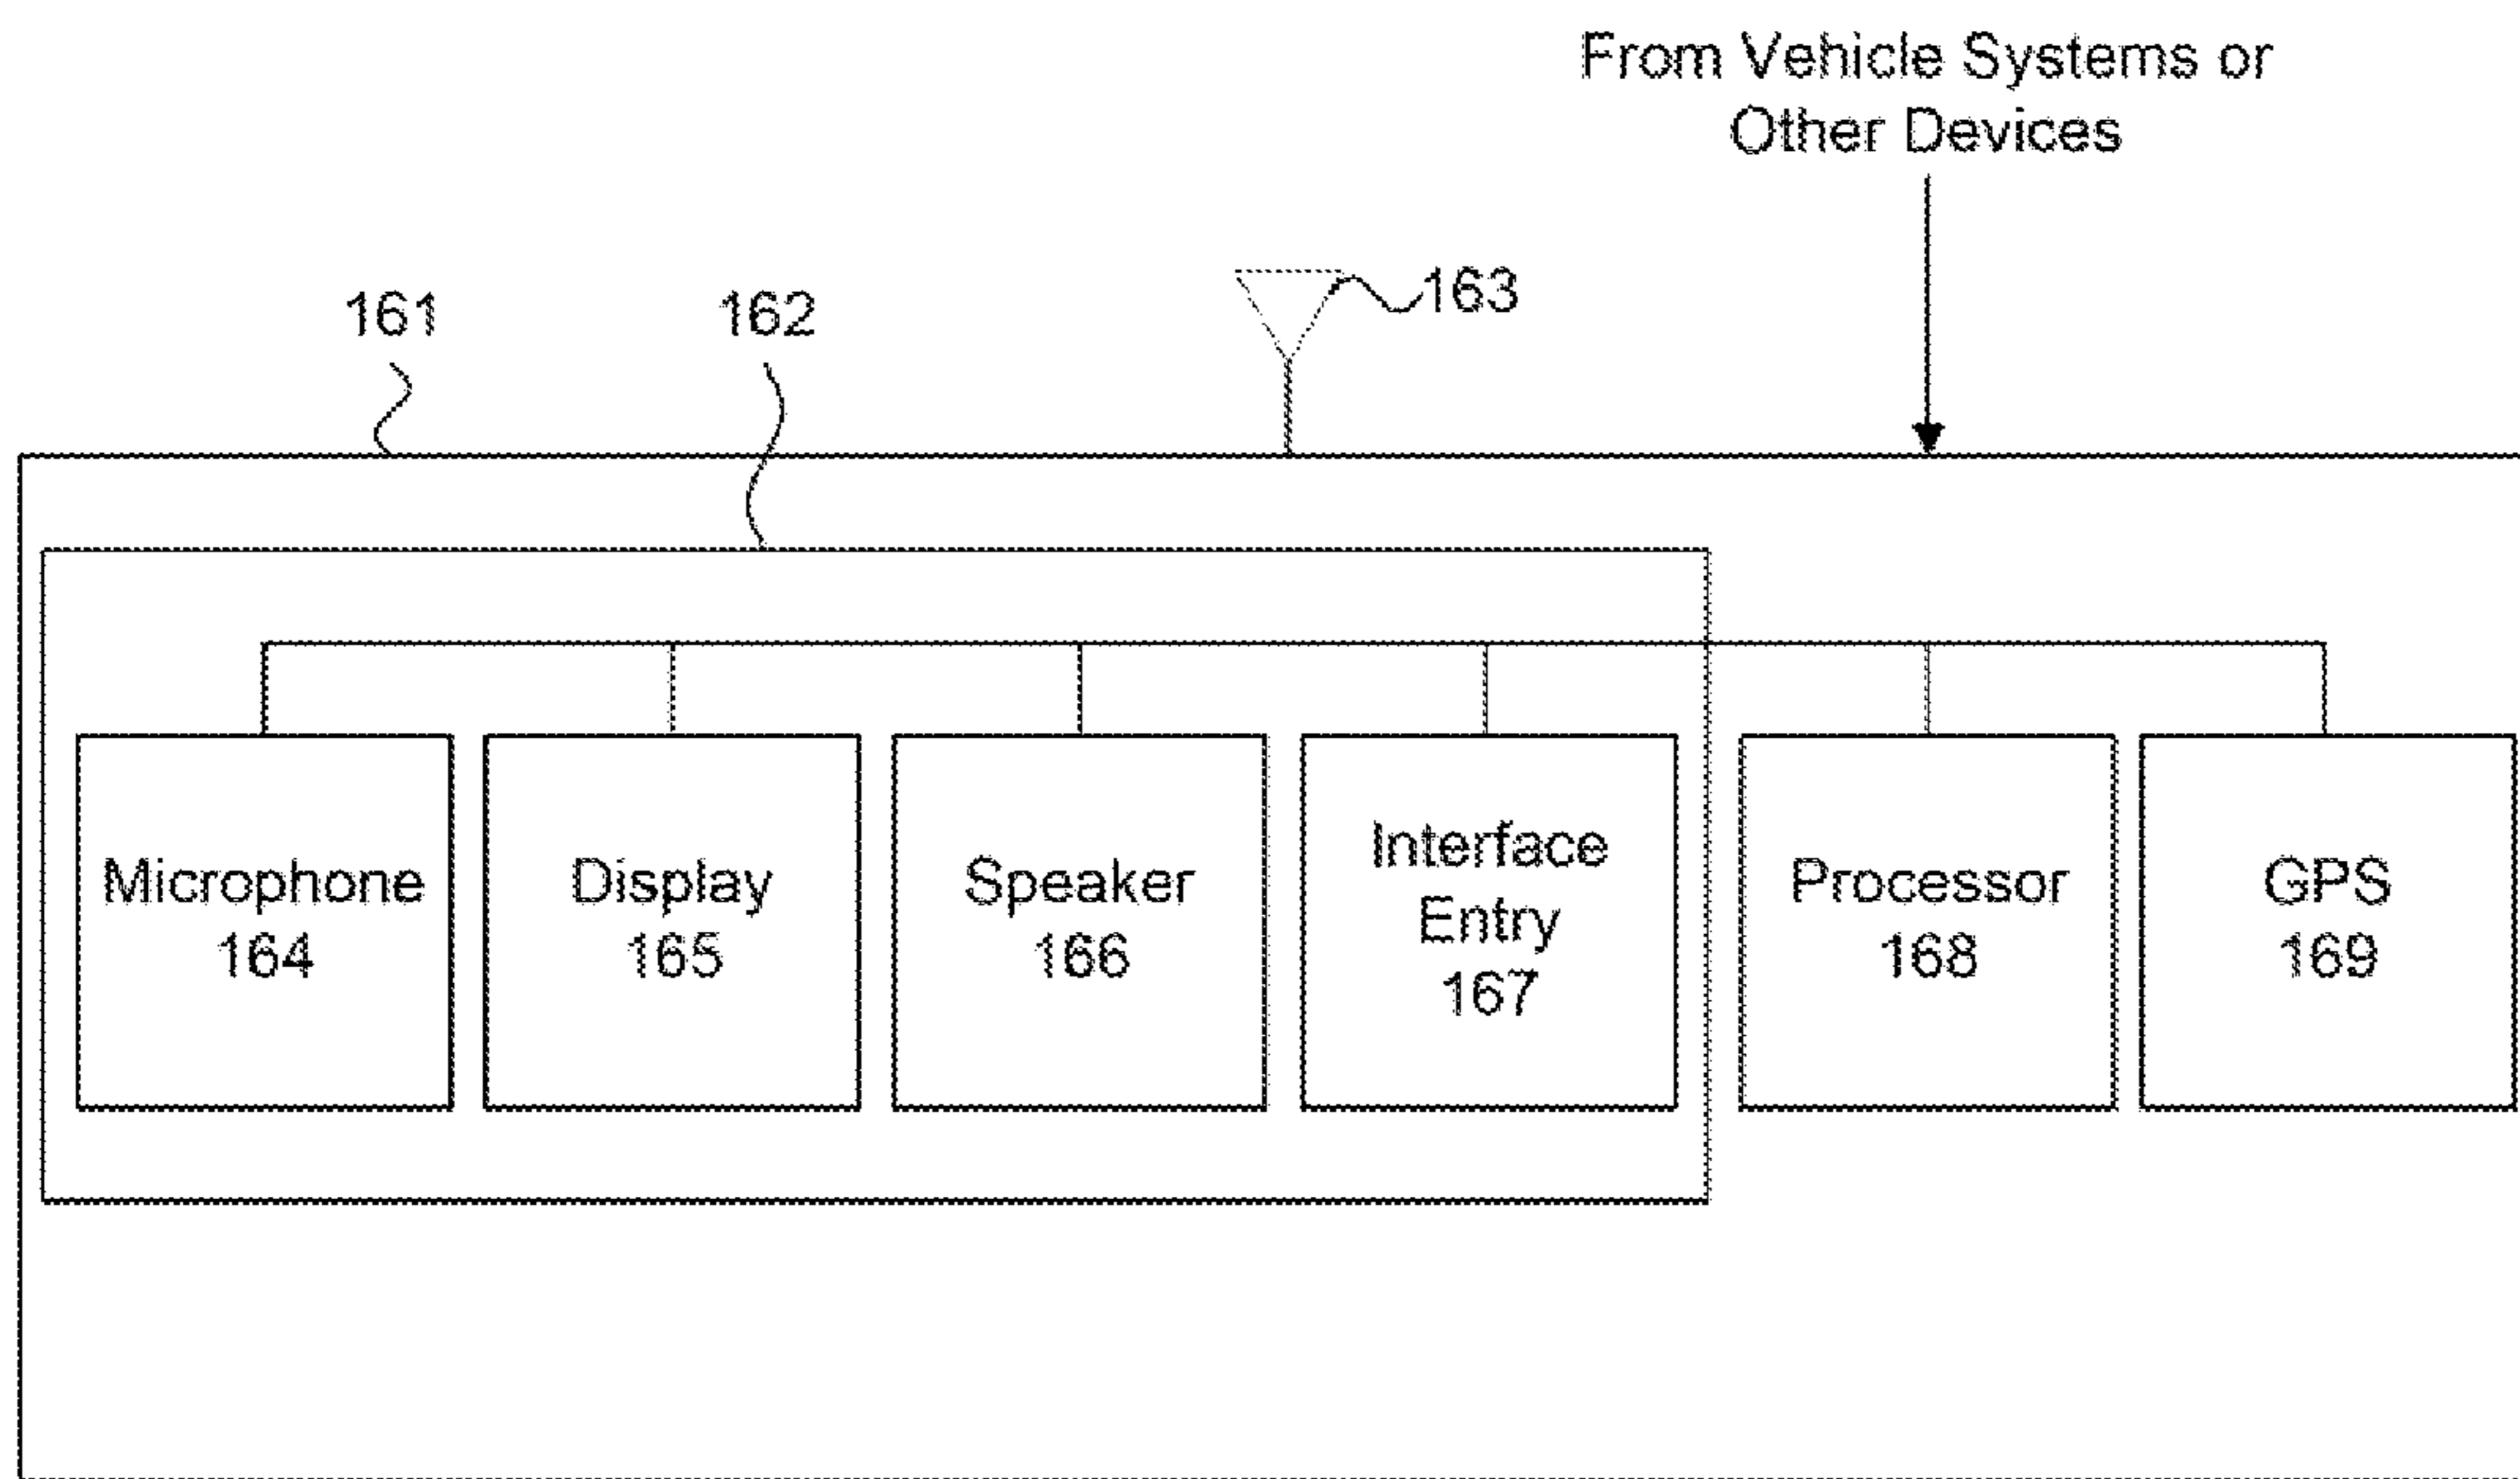 From Vehicle Systems or
Other Devices
161
162
163
Microphone
164
Display
165
Speaker
166
Interface
Entry
167
Processor
168
GPS
169